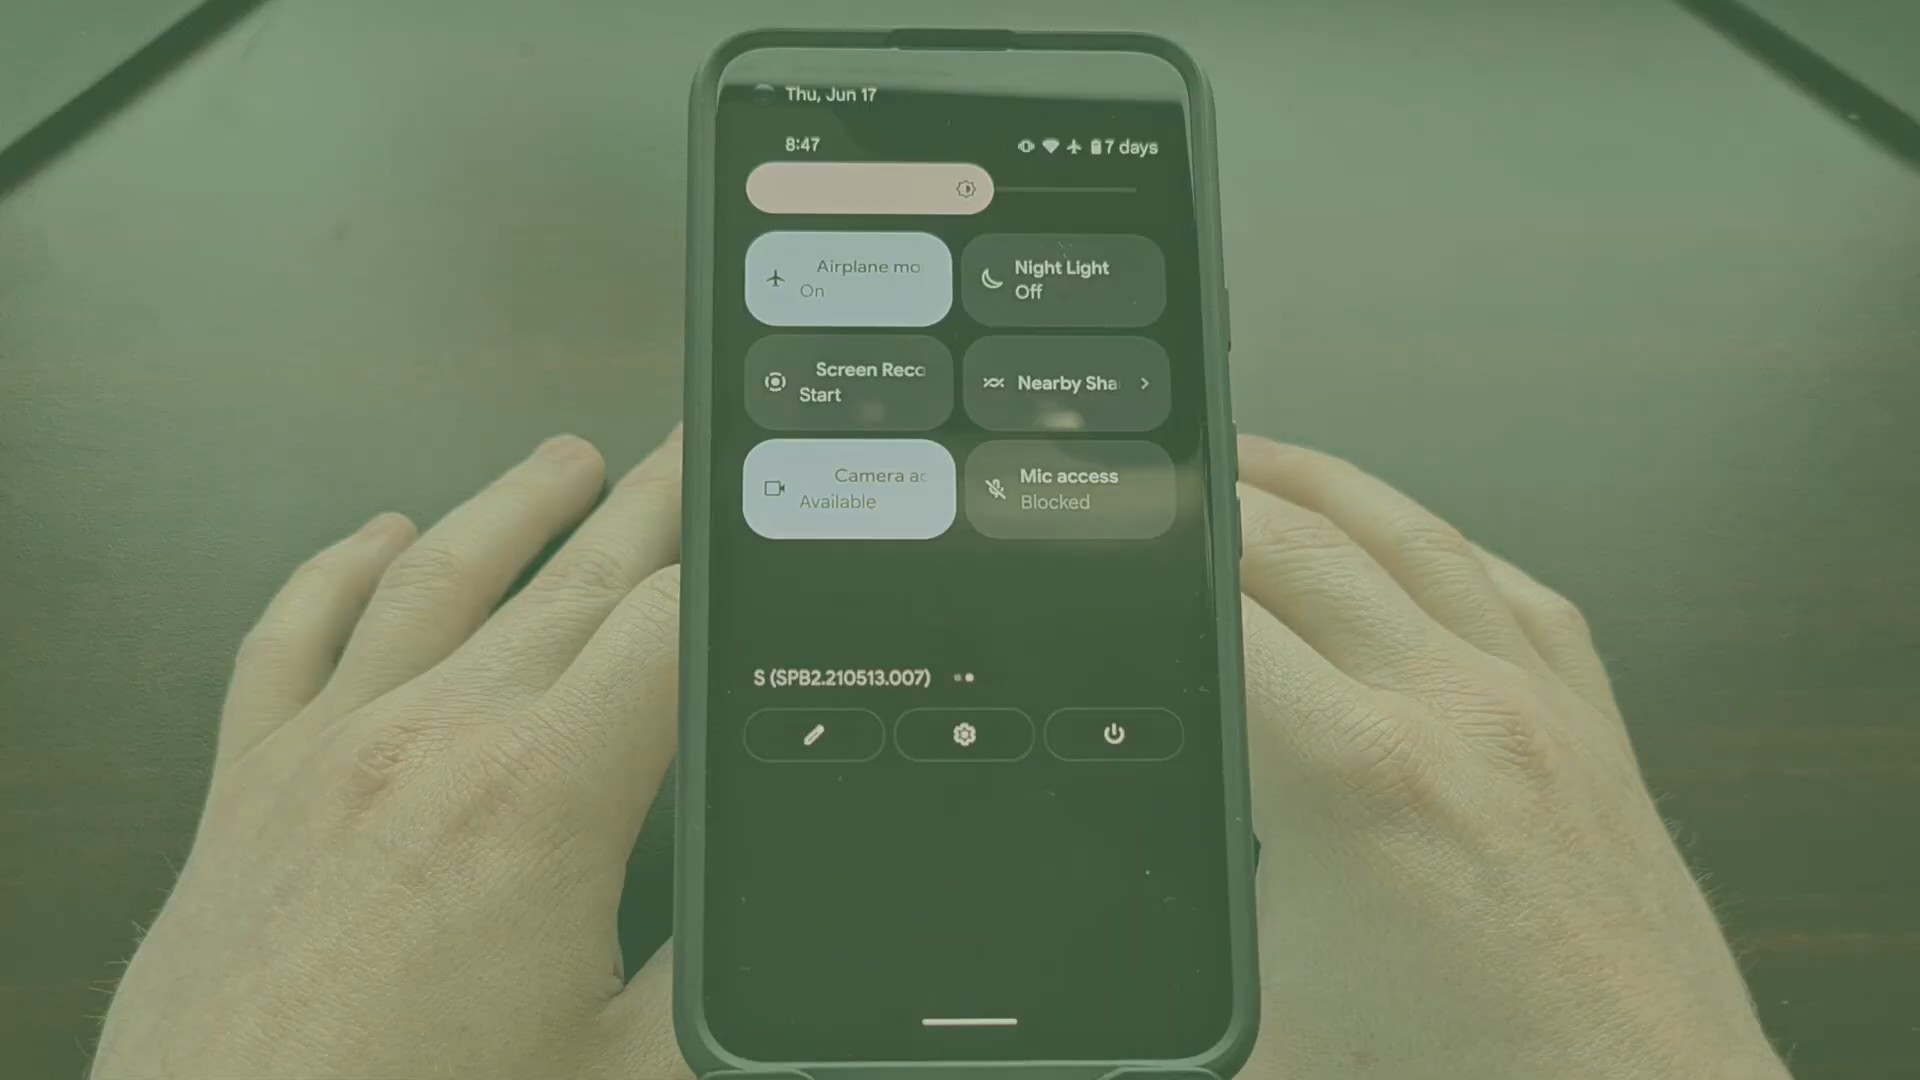 Thu, Jun 17
8:47
7 days
Airplane mo
On
Night Light
Off
Screen Reco
Start
Nearby Sha
Camera ac
Available
Mic access
Blocked
S (SPB2.210513.007)